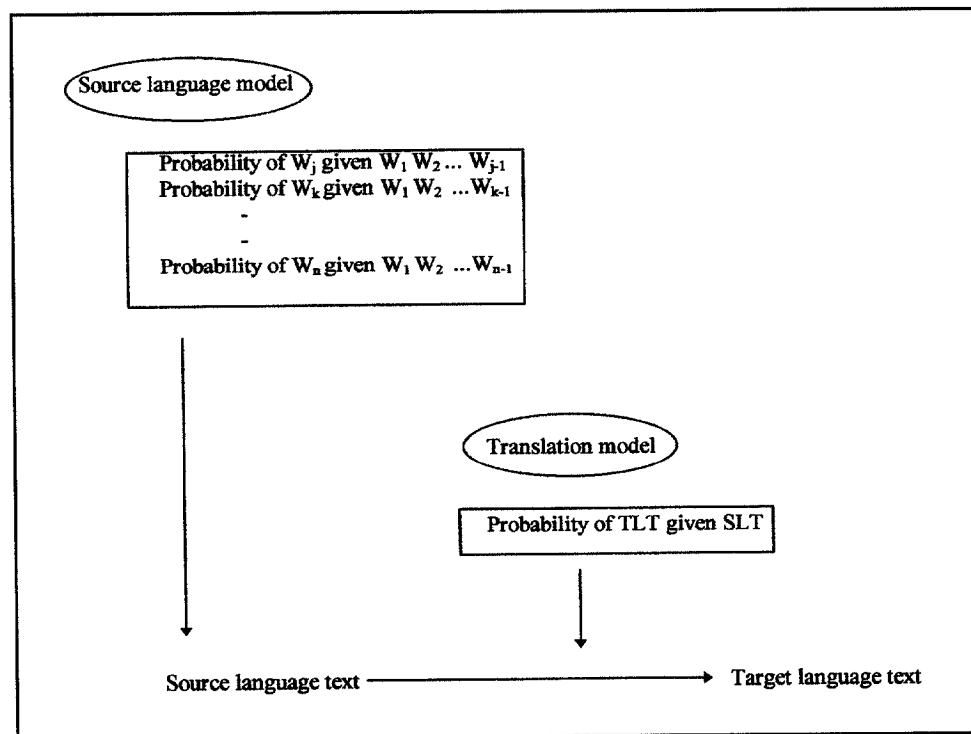 Source language model
Probability of Wj given W1 W2 ... Wj-1
Probability of Wk given W1 W2 ...Wk-1
-
-
Probability of Wn given W1 W2 ...Wn-1
Translation model
Probability of TLT given SLT
Source language text
Target language text